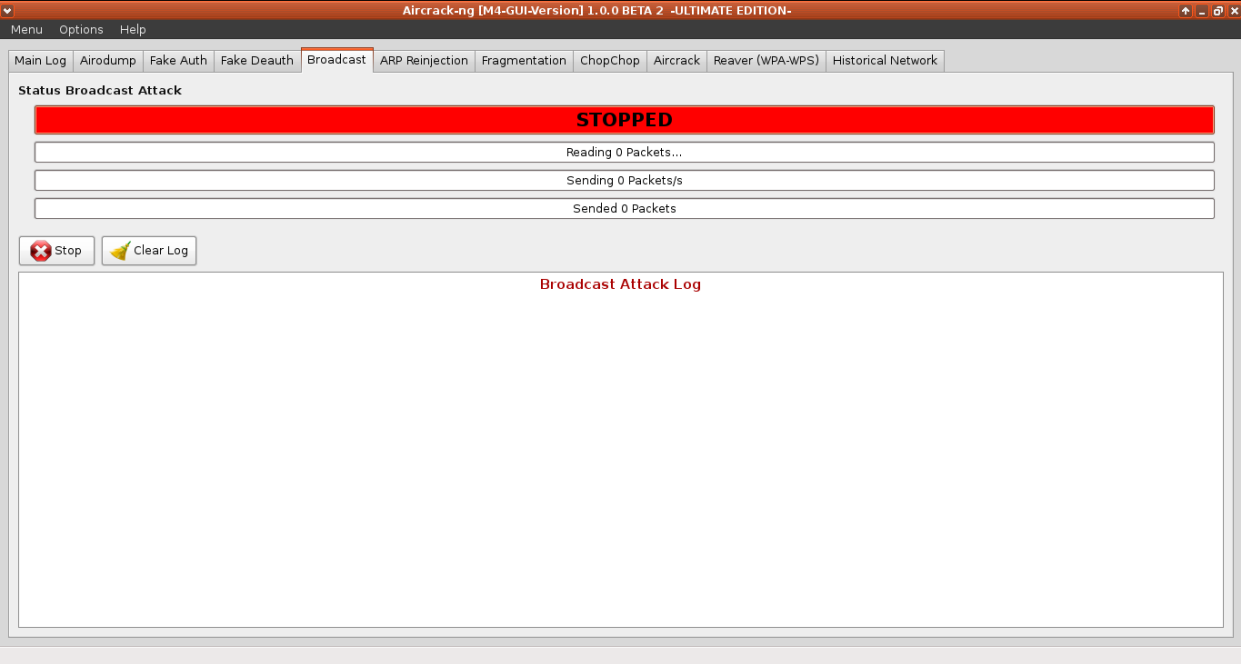 Aircrack-ng [M4-GUI-Version] 1.0.0 BETA 2 -ULTIMATE EDITION-
Menu Options Help
Main Log Airodump Fake Auth Fake Deauth Broadcast ARP Reinjection Fragmentation ChopChop Aircrack Reaver (WPA-WPS) Historical Network
Status Broadcast Attack
STOPPED
Reading 0 Packets...
Sending 0 Packets/s
Sended 0 Packets
Stop Clear Log
Broadcast Attack Log